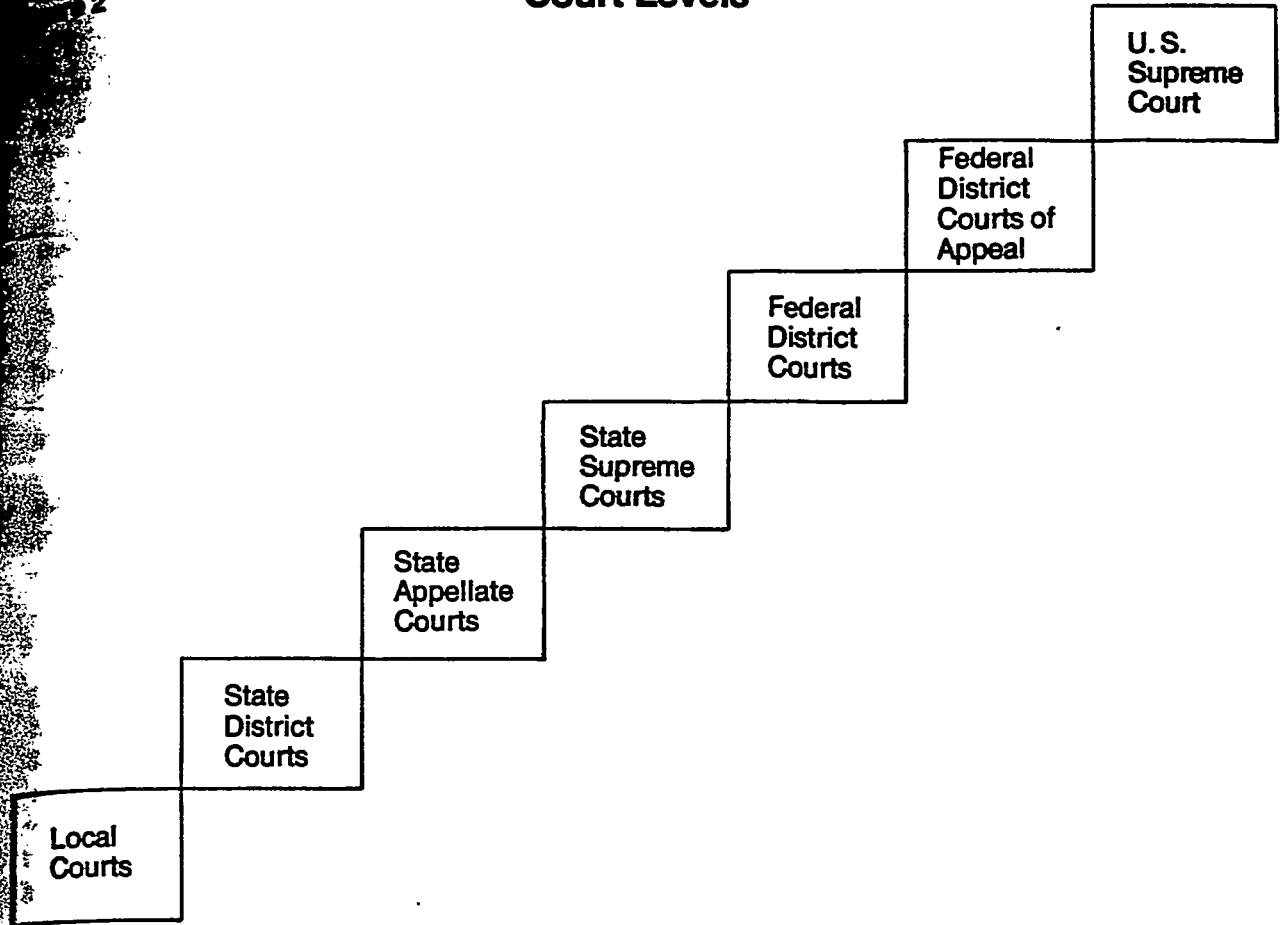 Court Levels
U. S.
Supreme
Court
Federal
District
Courts of
Appeal
Federal
District
Courts
State
Supreme
Courts
State
Appellate
Courts
State
District
Courts
Local
Courts